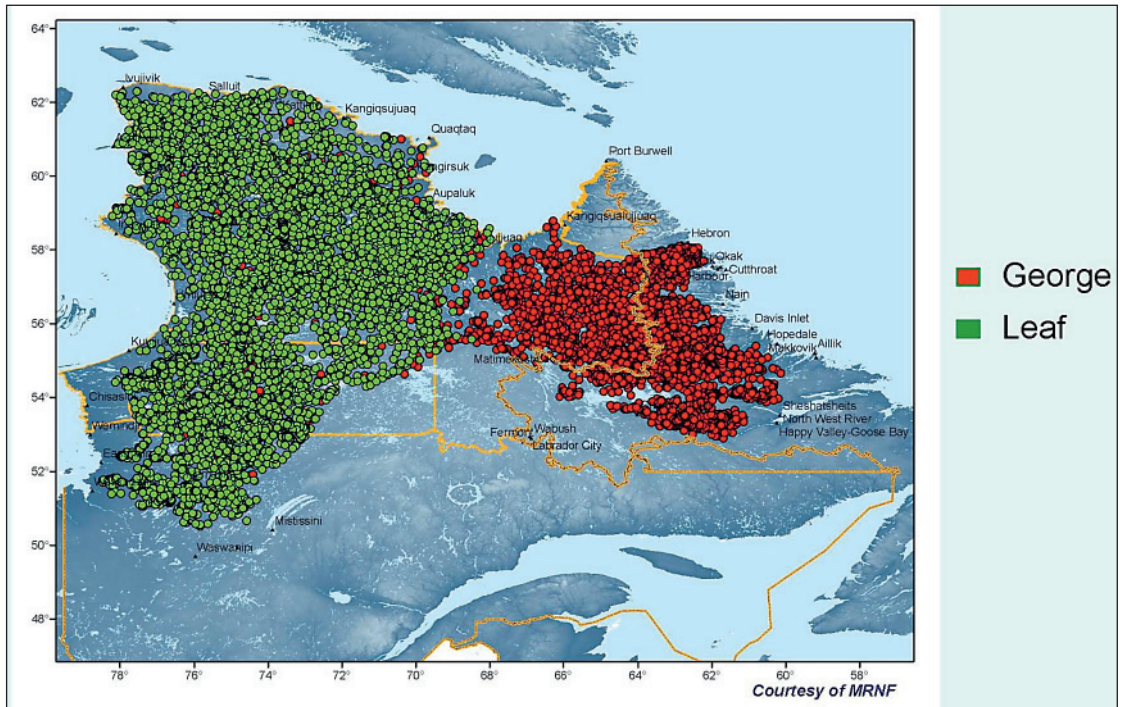 64°
62°
60°
58°
56°
54°
52°
50°
48°
78°
76°
74°
72°
70°
68°
66°
64°
62°
60°
58°
Ivujivik
Salluit
Kangiqsujuaq
Quaqtaq
Aupaluk
Port Burwell
Kangiqsualujjuaq
Hebron
Okak
Cutthroat
Nain
Davis Inlet
Hopedale
Makkovik
Aillik
Chisasibi
Wemindji
Sheshatsheits
North West River
Happy Valley-Goose Bay
Fermont
Wabush
Labrador City
Mistissini
Waswanipi
George
Leaf
Courtesy of MRNF